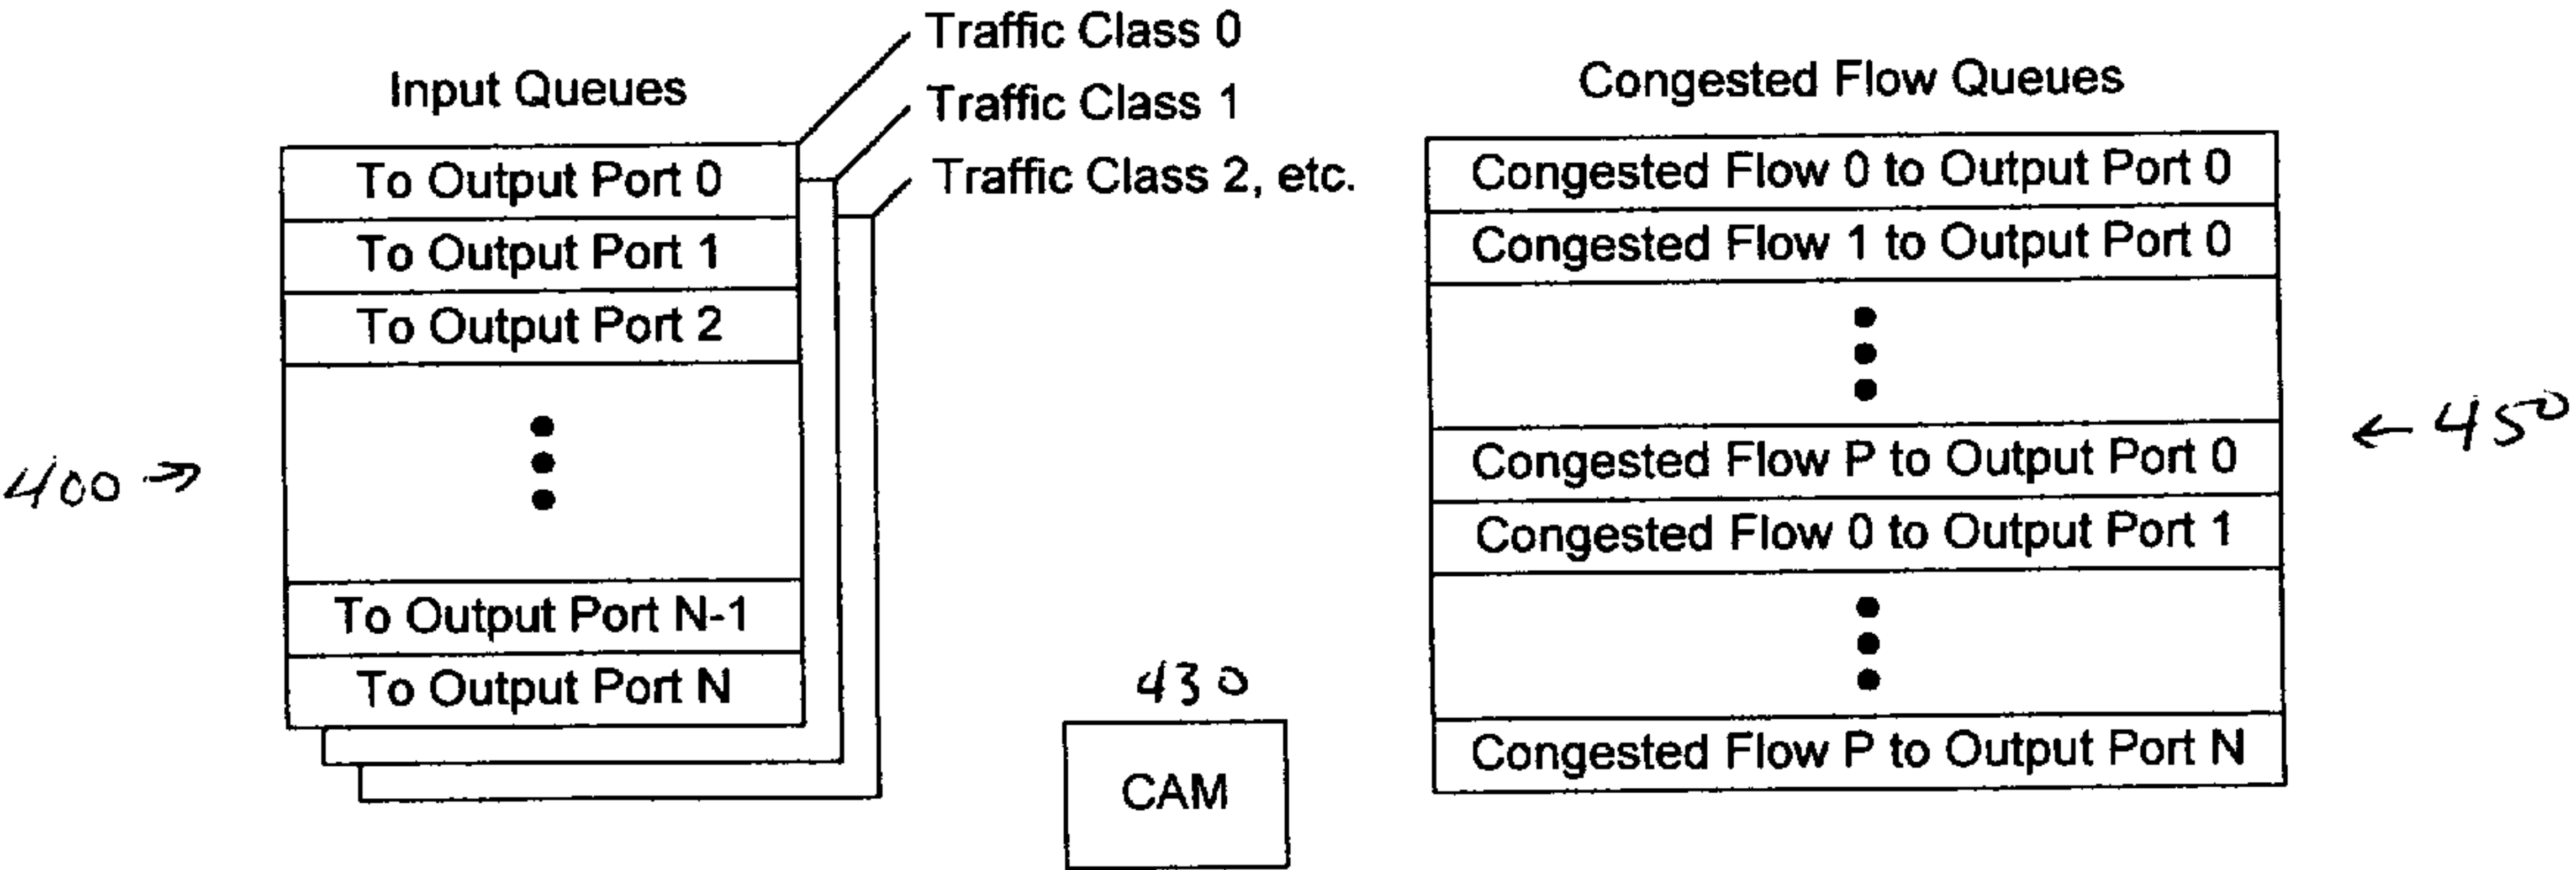 Input Queues
Traffic Class 0
Traffic Class 1
Traffic Class 2, etc.
To Output Port 0
To Output Port 1
To Output Port 2
To Output Port N-1
To Output Port N
400
430
CAM
Congested Flow Queues
Congested Flow 0 to Output Port 0
Congested Flow 1 to Output Port 0
Congested Flow P to Output Port 0
Congested Flow 0 to Output Port 1
Congested Flow P to Output Port N
450